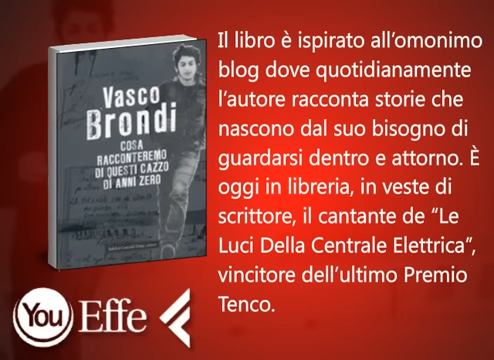 Il libro è ispirato all'omonimo
blog dove quotidianamente
l'autore racconta storie che
nascono dal suo bisogno di
guardarsi dentro e attorno. È
oggi in libreria, in veste di
scrittore, il cantante de “Le
Luci Della Centrale Elettrica”,
vincitore dell'ultimo Premio
Tenco.
Vasco
Brondi
COSA
RACCONTEREMO
DI QUESTI CAZZO
DI ANNI ZERO
You Effe